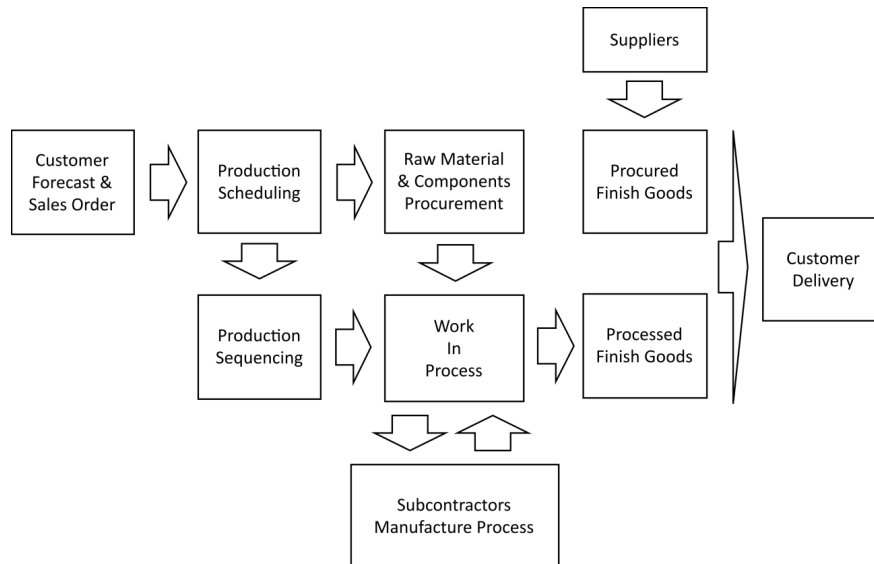 Suppliers
Customer
Forecast &
Sales Order
Production
Scheduling
Raw Material
& Components
Procurement
Procured
Finish Goods
Customer
Delivery
Production
Sequencing
Work
In
Process
Processed
Finish Goods
Subcontractors
Manufacture Process